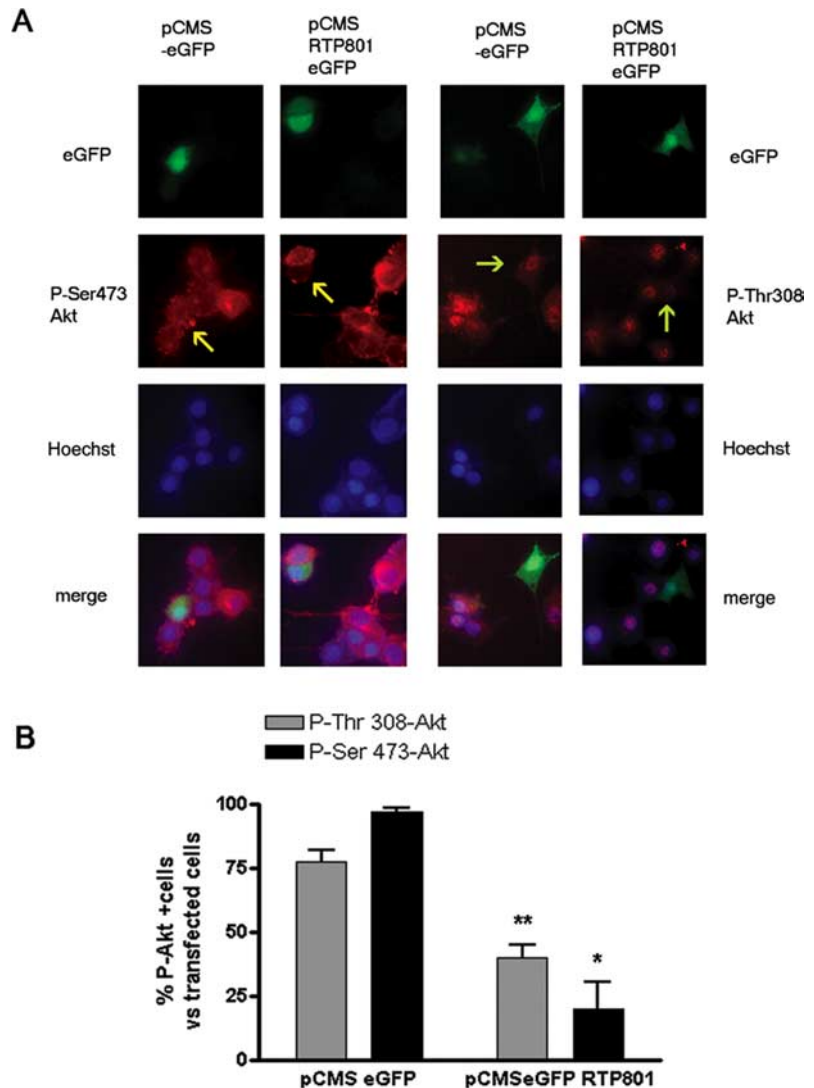 A
pCMS
-eGFP
pCMS
RTP801
eGFP
pCMS
-eGFP
pCMS
RTP801
eGFP
eGFP
eGFP
P-Ser473
Akt
P-Thr308
Akt
Hoechst
Hoechst
merge
merge
B
P-Thr 308-Akt
P-Ser 473-Akt
% P-Akt +cells
vs transfected cells
100
75
50
25
0
**
*
pCMS eGFP
pCMSeGFP RTP801